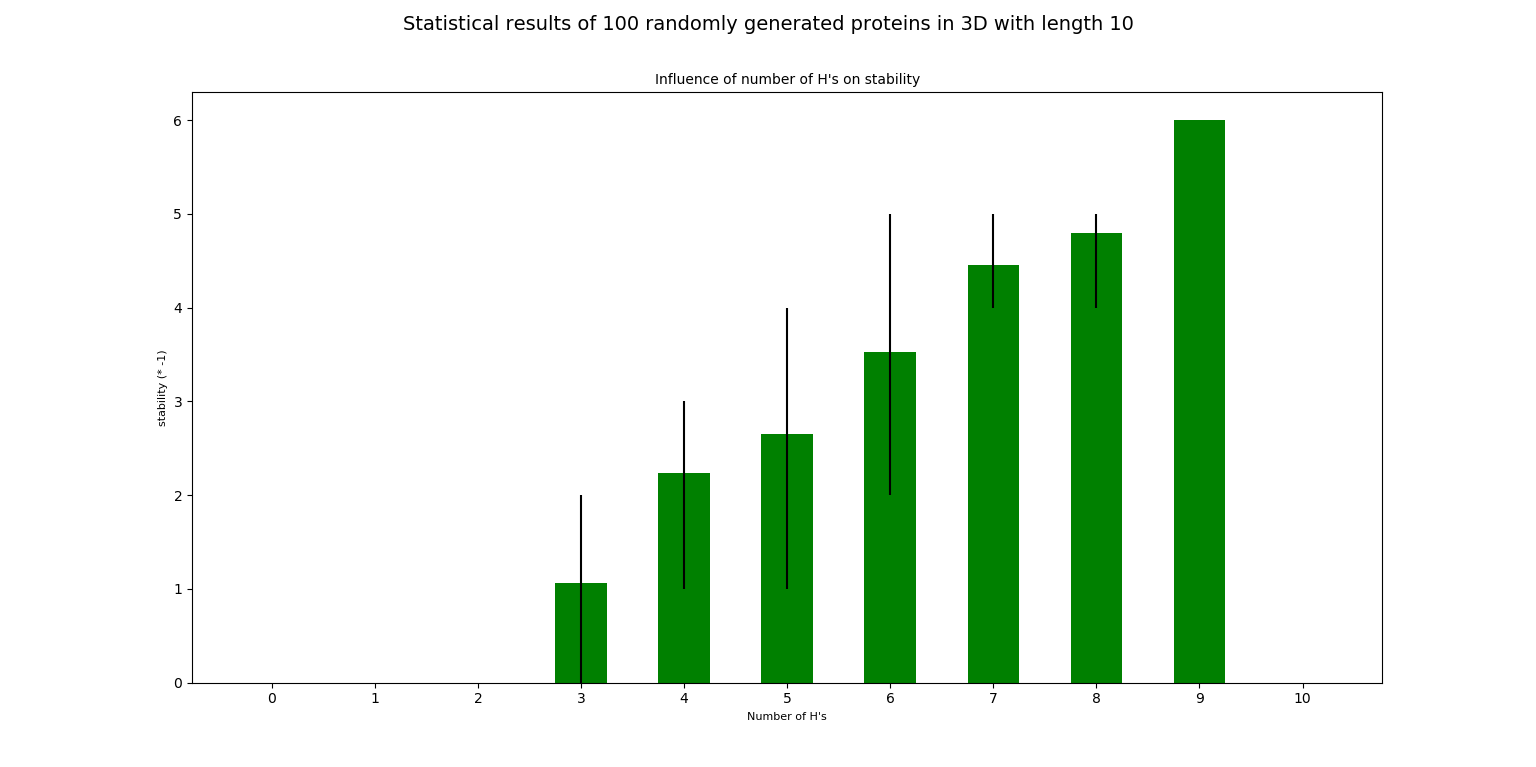 Statistical results of 100 randomly generated proteins in 3D with length 10
Influence of number of H's on stability
6
5
4
3
2
1
0
stability (* -1)
0 1 2 3 4 5 6 7 8 9 10
Number of H's